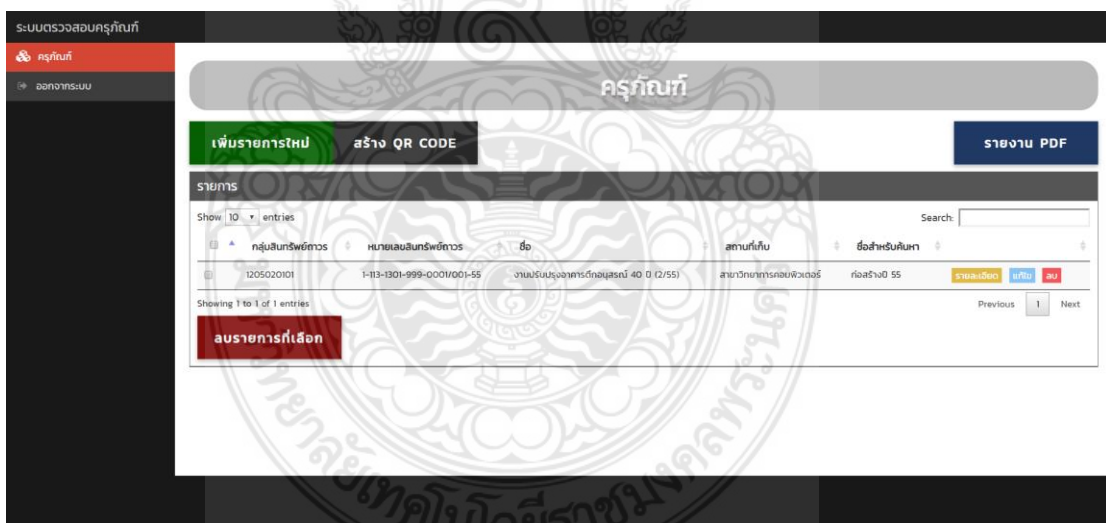 ระบบตรวจสอบครุภัณฑ์
ครุภัณฑ์
ออกจากระบบ
ครุภัณฑ์
เพิ่มรายการใหม่ สร้าง QR CODE รายงาน PDF
รายการ
Show 10 entries Search:
กลุ่มสินทรัพย์ถาวร หมายเลขสินทรัพย์ถาวร ชื่อ สถานที่เก็บ ชื่อสำหรับค้นหา
1205020101 1-113-1301-999-0001/001-55 งานปรับปรุงอาคารตึกอนุสรณ์ 40 ปี (2/55) สาขาวิทยาการคอมพิวเตอร์ ก่อสร้างปี 55 รายละเอียด แก้ไข ลบ
Showing 1 to 1 of 1 entries Previous 1 Next
ลบรายการที่เลือก